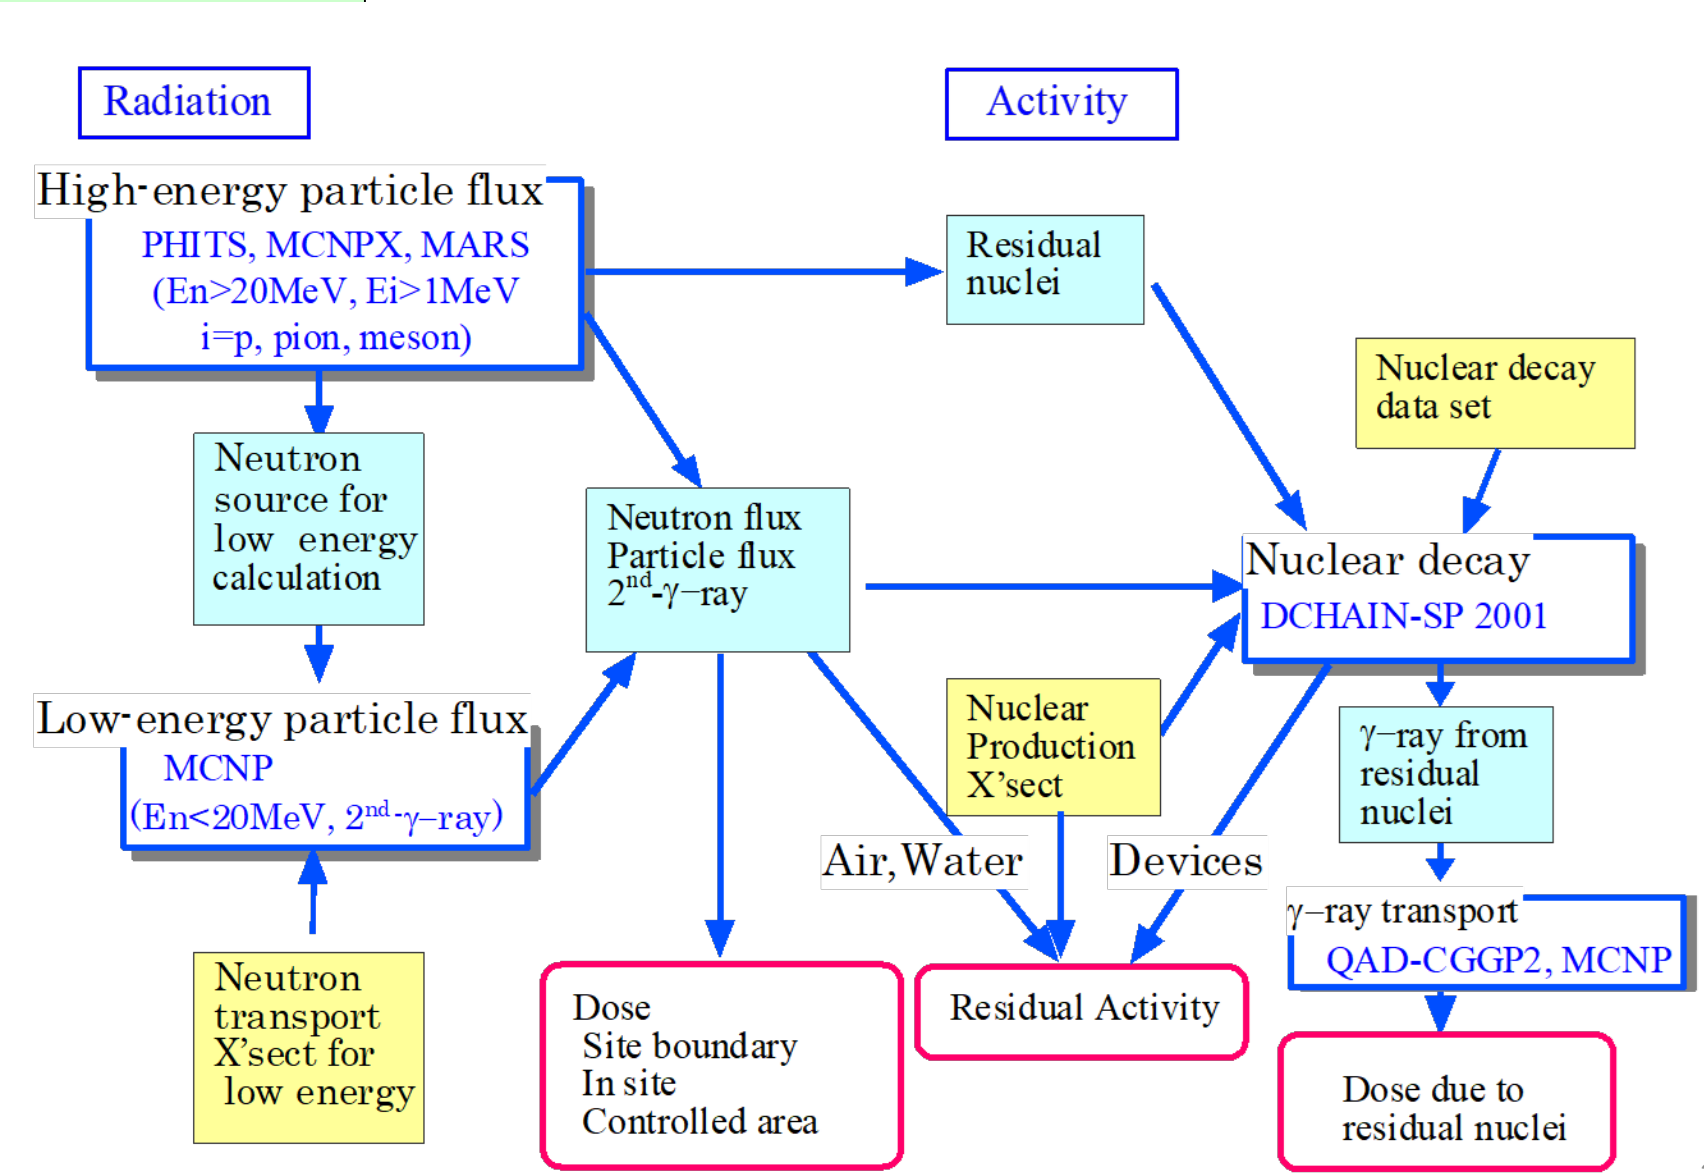 Radiation
Activity
High-energy particle flux
PHITS, MCNPX, MARS
(En>20MeV, Ei>1MeV
i=p, pion, meson)
Residual
nuclei
Nuclear decay
data set
Neutron
source for
low energy
calculation
Neutron flux
Particle flux
2nd-γ−ray
Nuclear decay
DCHAIN-SP 2001
Low-energy particle flux
MCNP
(En<20MeV, 2nd-γ−ray)
Nuclear
Production
X’sect
γ−ray from
residual
nuclei
Air,Water
Devices
γ−ray transport
QAD-CGGP2, MCNP
Neutron
transport
X’sect for
low energy
Dose
Site boundary
In site
Controlled area
Residual Activity
Dose due to
residual nuclei